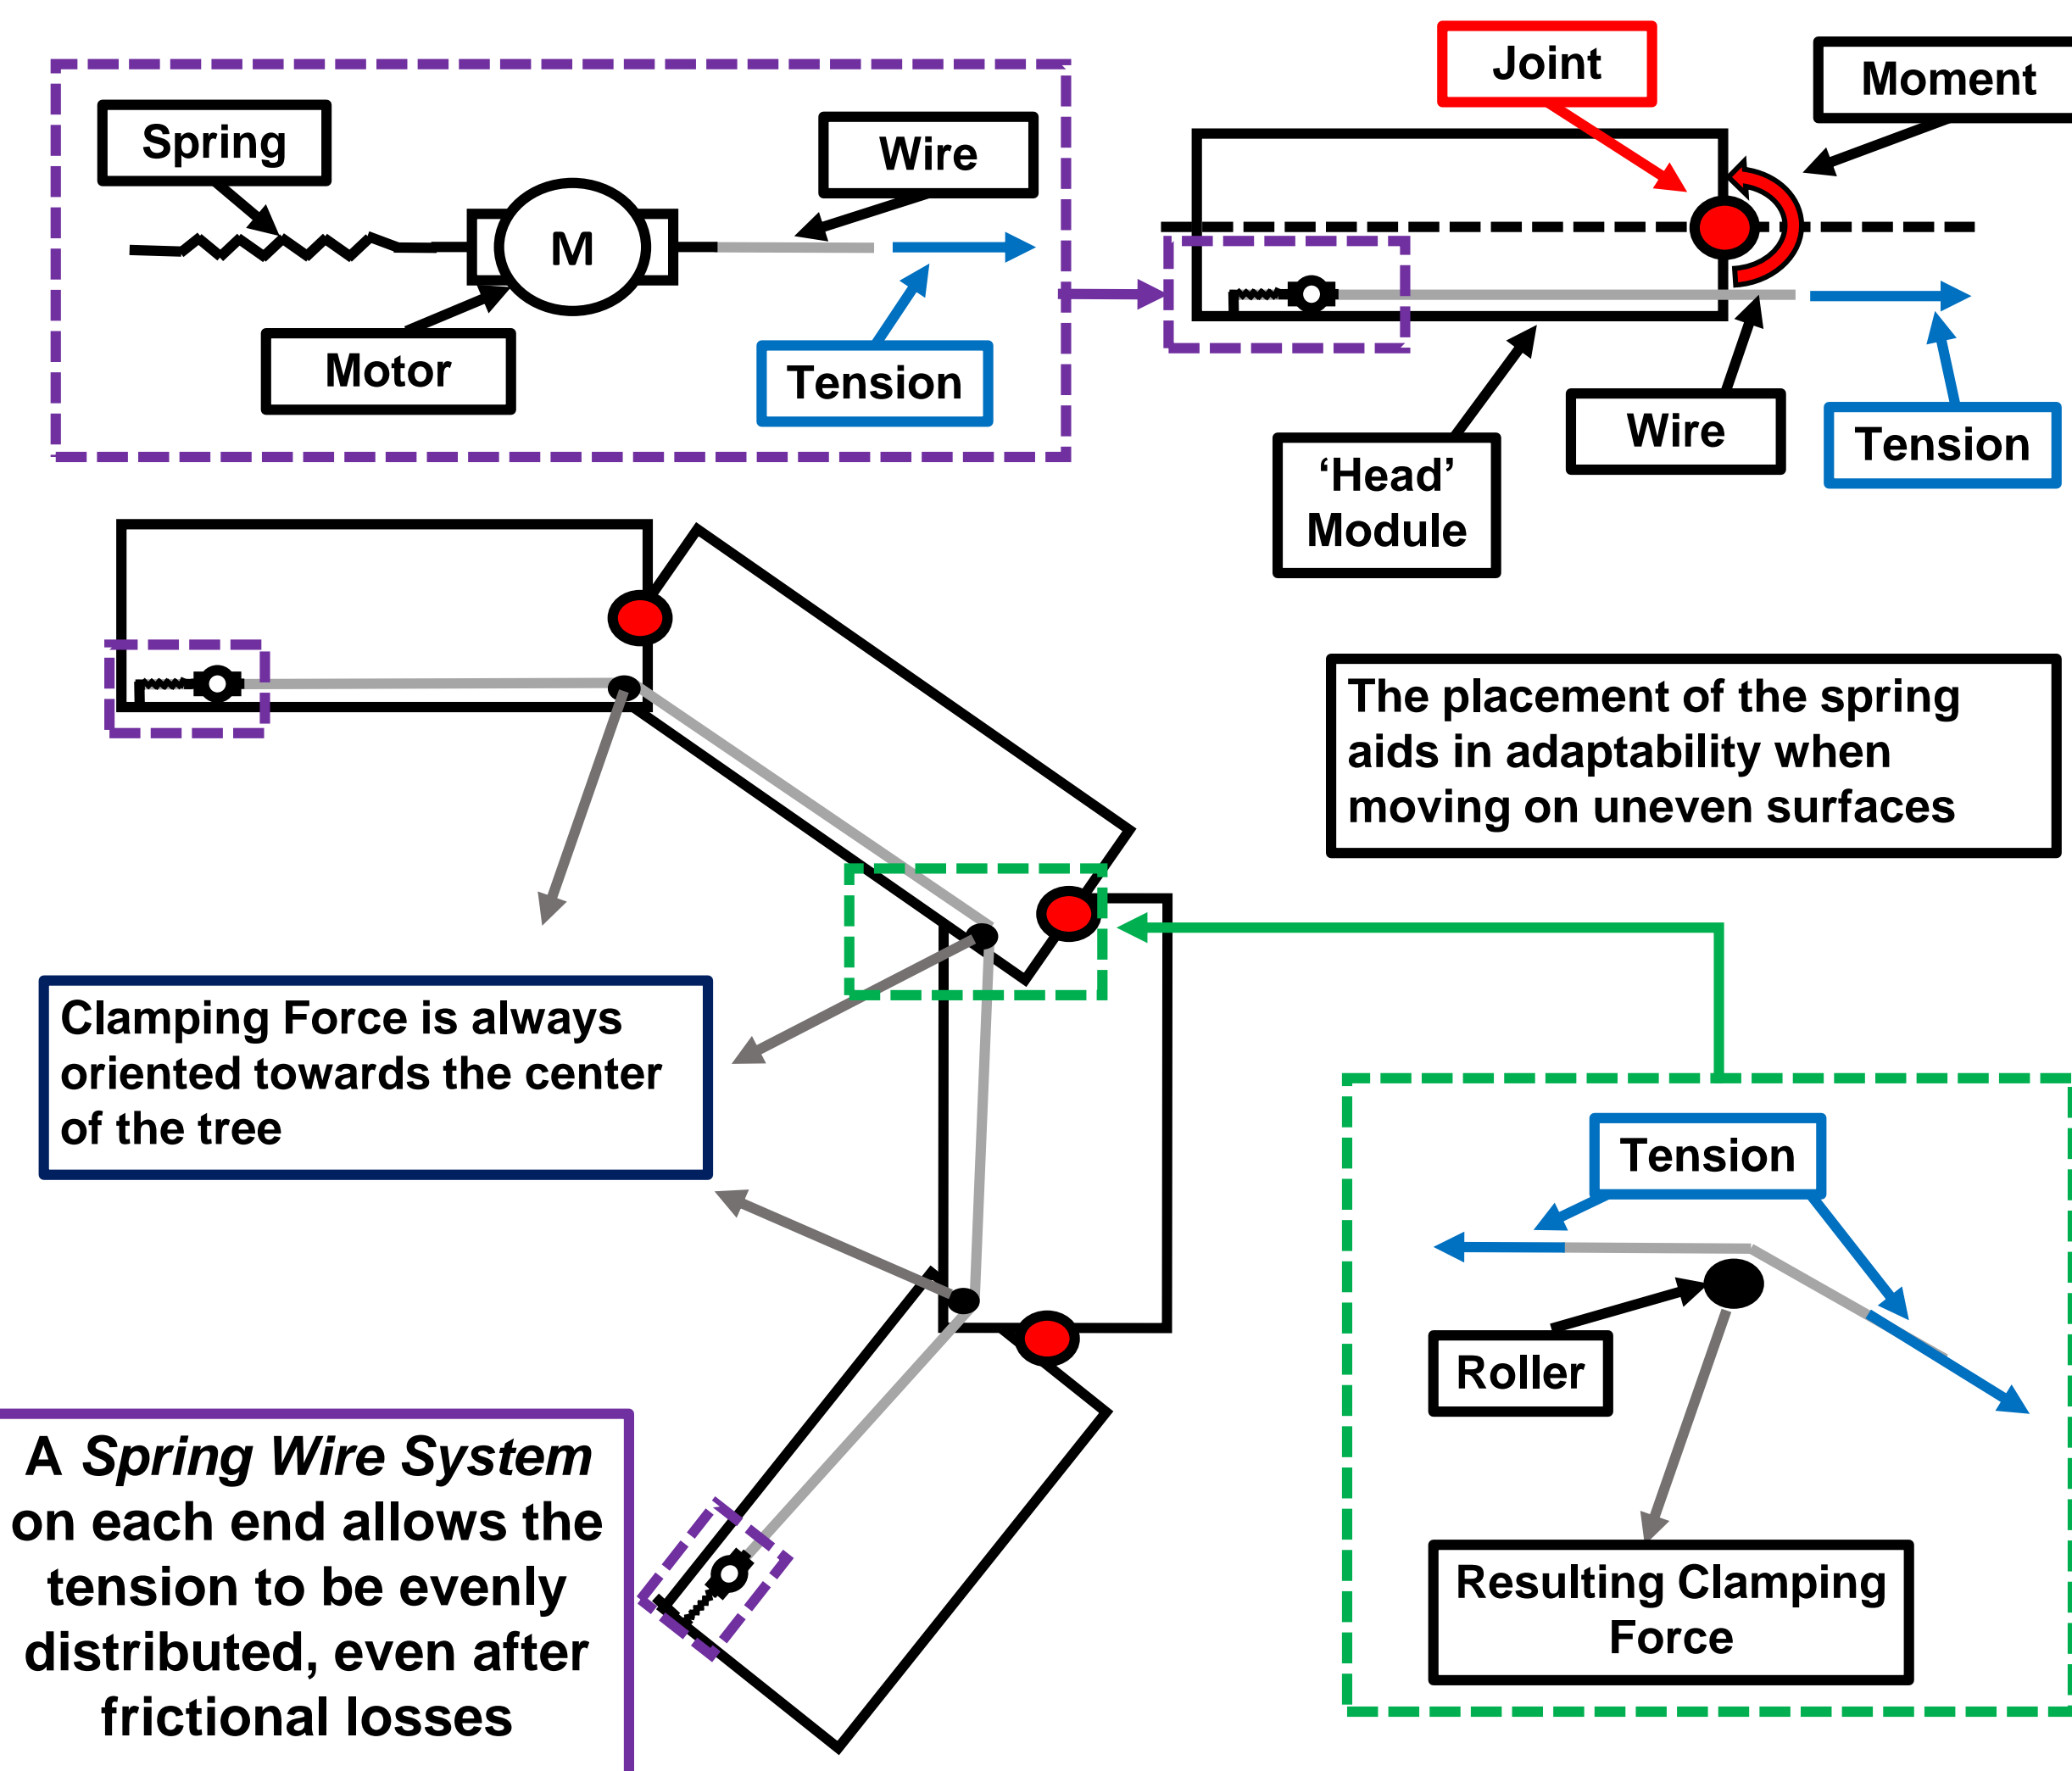 Spring
Wire
M
Motor
Tension
Joint
Moment
Wire
Tension
‘Head’
Module
The placement of the spring
aids in adaptability when
moving on uneven surfaces
Clamping Force is always
oriented towards the center
of the tree
Tension
Roller
Resulting Clamping
Force
A Spring Wire System
on each end allows the
tension to be evenly
distributed, even after
frictional losses